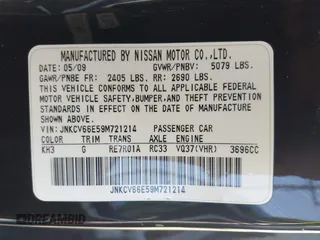 MANUFACTURED BY NISSAN MOTOR CO.,LTD.
DATE: 05/09 GVWR/PNBV: 5079 LBS.
GAWR/PNBE FR: 2405 LBS. RR: 2690 LBS.
THIS VEHICLE CONFORMS TO ALL APPLICABLE
FEDERAL MOTOR VEHICLE SAFETY, BUMPER, AND THEFT
PREVENTION STANDARDS IN EFFECT ON THE DATE OF
MANUFACTURE SHOWN ABOVE.
VIN: JNKCV66E59M721214 PASSENGER CAR
COLOR TRIM TRANS AXLE ENGINE
KH3 G RE7R01A RC33 VQ37(VHR) 3696CC
JNKCV66E59M721214
DREAMBID